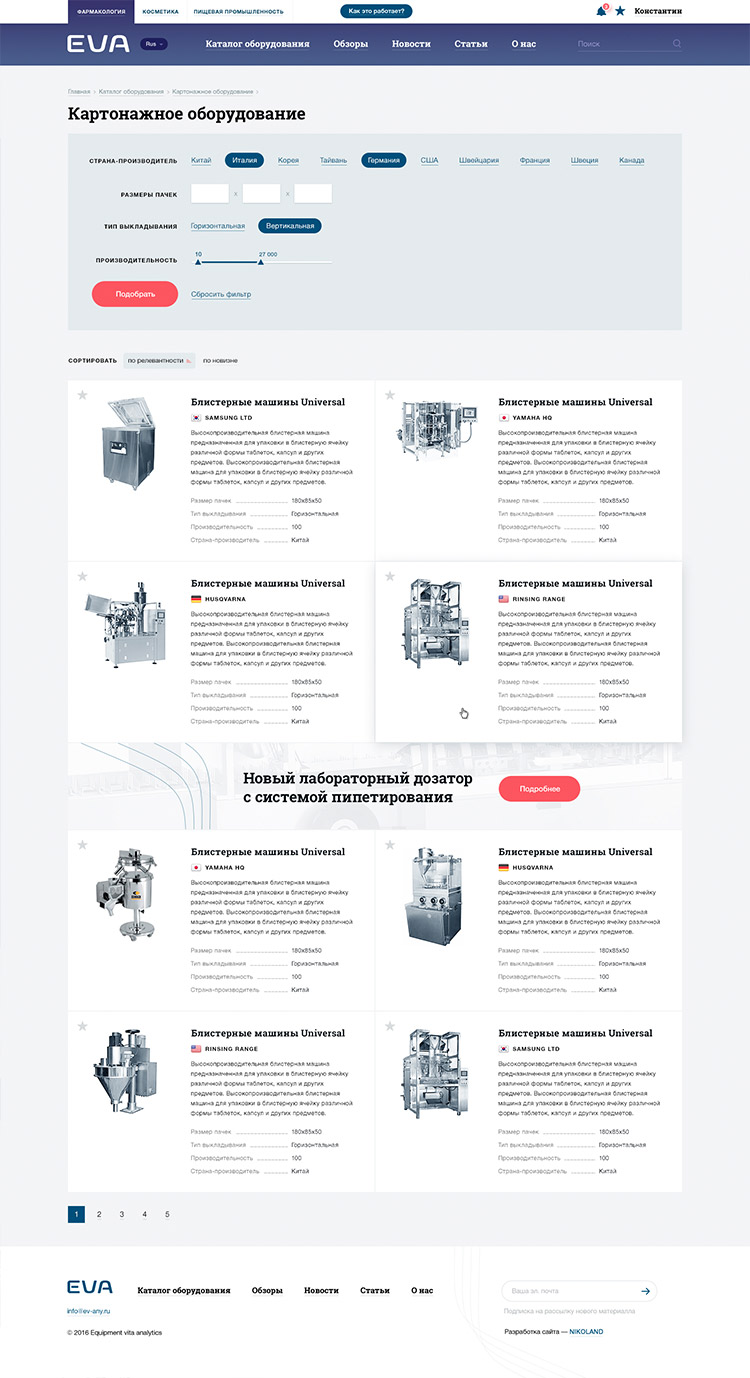 ФАРМАКОЛОГИЯ КОСМЕТИКА ПИЩЕВАЯ ПРОМЫШЛЕННОСТЬ Как это работает? 3 Константин
EVA Rus Каталог оборудования Обзоры Новости Статьи О нас Поиск
Главная › Каталог оборудования › Картонажное оборудование ›
Картонажное оборудование
СТРАНА-ПРОИЗВОДИТЕЛЬ Китай Италия Корея Тайвань Германия США Швейцария Франция Швеция Канада
РАЗМЕРЫ ПАЧЕК x x
ТИП ВЫКЛАДЫВАНИЯ Горизонтальная Вертикальная
ПРОИЗВОДИТЕЛЬНОСТЬ 10 27 000
Подобрать Сбросить фильтр
СОРТИРОВАТЬ по релевантности по новизне
Блистерные машины Universal
SAMSUNG LTD
Высокопроизводительная блистерная машина
предназначенная для упаковки в блистерную ячейку
различной формы таблеток, капсул и других
предметов. Высокопроизводительная блистерная
машина для упаковки в блистерную ячейку различной
формы таблеток, капсул и других предметов.
Размер пачек 180x85x50
Тип выкладывания Горизонтальная
Производительность 100
Страна-производитель Китай
Блистерные машины Universal
YAMAHA HQ
Высокопроизводительная блистерная машина
предназначенная для упаковки в блистерную ячейку
различной формы таблеток, капсул и других
предметов. Высокопроизводительная блистерная
машина для упаковки в блистерную ячейку различной
формы таблеток, капсул и других предметов.
Размер пачек 180x85x50
Тип выкладывания Горизонтальная
Производительность 100
Страна-производитель Китай
Блистерные машины Universal
HUSQVARNA
Высокопроизводительная блистерная машина
предназначенная для упаковки в блистерную ячейку
различной формы таблеток, капсул и других
предметов. Высокопроизводительная блистерная
машина для упаковки в блистерную ячейку различной
формы таблеток, капсул и других предметов.
Размер пачек 180x85x50
Тип выкладывания Горизонтальная
Производительность 100
Страна-производитель Китай
Блистерные машины Universal
RINSING RANGE
Высокопроизводительная блистерная машина
предназначенная для упаковки в блистерную ячейку
различной формы таблеток, капсул и других
предметов. Высокопроизводительная блистерная
машина для упаковки в блистерную ячейку различной
формы таблеток, капсул и других предметов.
Размер пачек 180x85x50
Тип выкладывания Горизонтальная
Производительность 100
Страна-производитель Китай
Новый лабораторный дозатор
с системой пипетирования
Подробнее
Блистерные машины Universal
YAMAHA HQ
Высокопроизводительная блистерная машина
предназначенная для упаковки в блистерную ячейку
различной формы таблеток, капсул и других
предметов. Высокопроизводительная блистерная
машина для упаковки в блистерную ячейку различной
формы таблеток, капсул и других предметов.
Размер пачек 180x85x50
Тип выкладывания Горизонтальная
Производительность 100
Страна-производитель Китай
Блистерные машины Universal
HUSQVARNA
Высокопроизводительная блистерная машина
предназначенная для упаковки в блистерную ячейку
различной формы таблеток, капсул и других
предметов. Высокопроизводительная блистерная
машина для упаковки в блистерную ячейку различной
формы таблеток, капсул и других предметов.
Размер пачек 180x85x50
Тип выкладывания Горизонтальная
Производительность 100
Страна-производитель Китай
Блистерные машины Universal
RINSING RANGE
Высокопроизводительная блистерная машина
предназначенная для упаковки в блистерную ячейку
различной формы таблеток, капсул и других
предметов. Высокопроизводительная блистерная
машина для упаковки в блистерную ячейку различной
формы таблеток, капсул и других предметов.
Размер пачек 180x85x50
Тип выкладывания Горизонтальная
Производительность 100
Страна-производитель Китай
Блистерные машины Universal
SAMSUNG LTD
Высокопроизводительная блистерная машина
предназначенная для упаковки в блистерную ячейку
различной формы таблеток, капсул и других
предметов. Высокопроизводительная блистерная
машина для упаковки в блистерную ячейку различной
формы таблеток, капсул и других предметов.
Размер пачек 180x85x50
Тип выкладывания Горизонтальная
Производительность 100
Страна-производитель Китай
1 2 3 4 5
EVA Каталог оборудования Обзоры Новости Статьи О нас Ваша эл. почта
info@ev-any.ru Подписка на рассылку нового материала
© 2016 Equipment vita analytics Разработка сайта — NIKOLAND